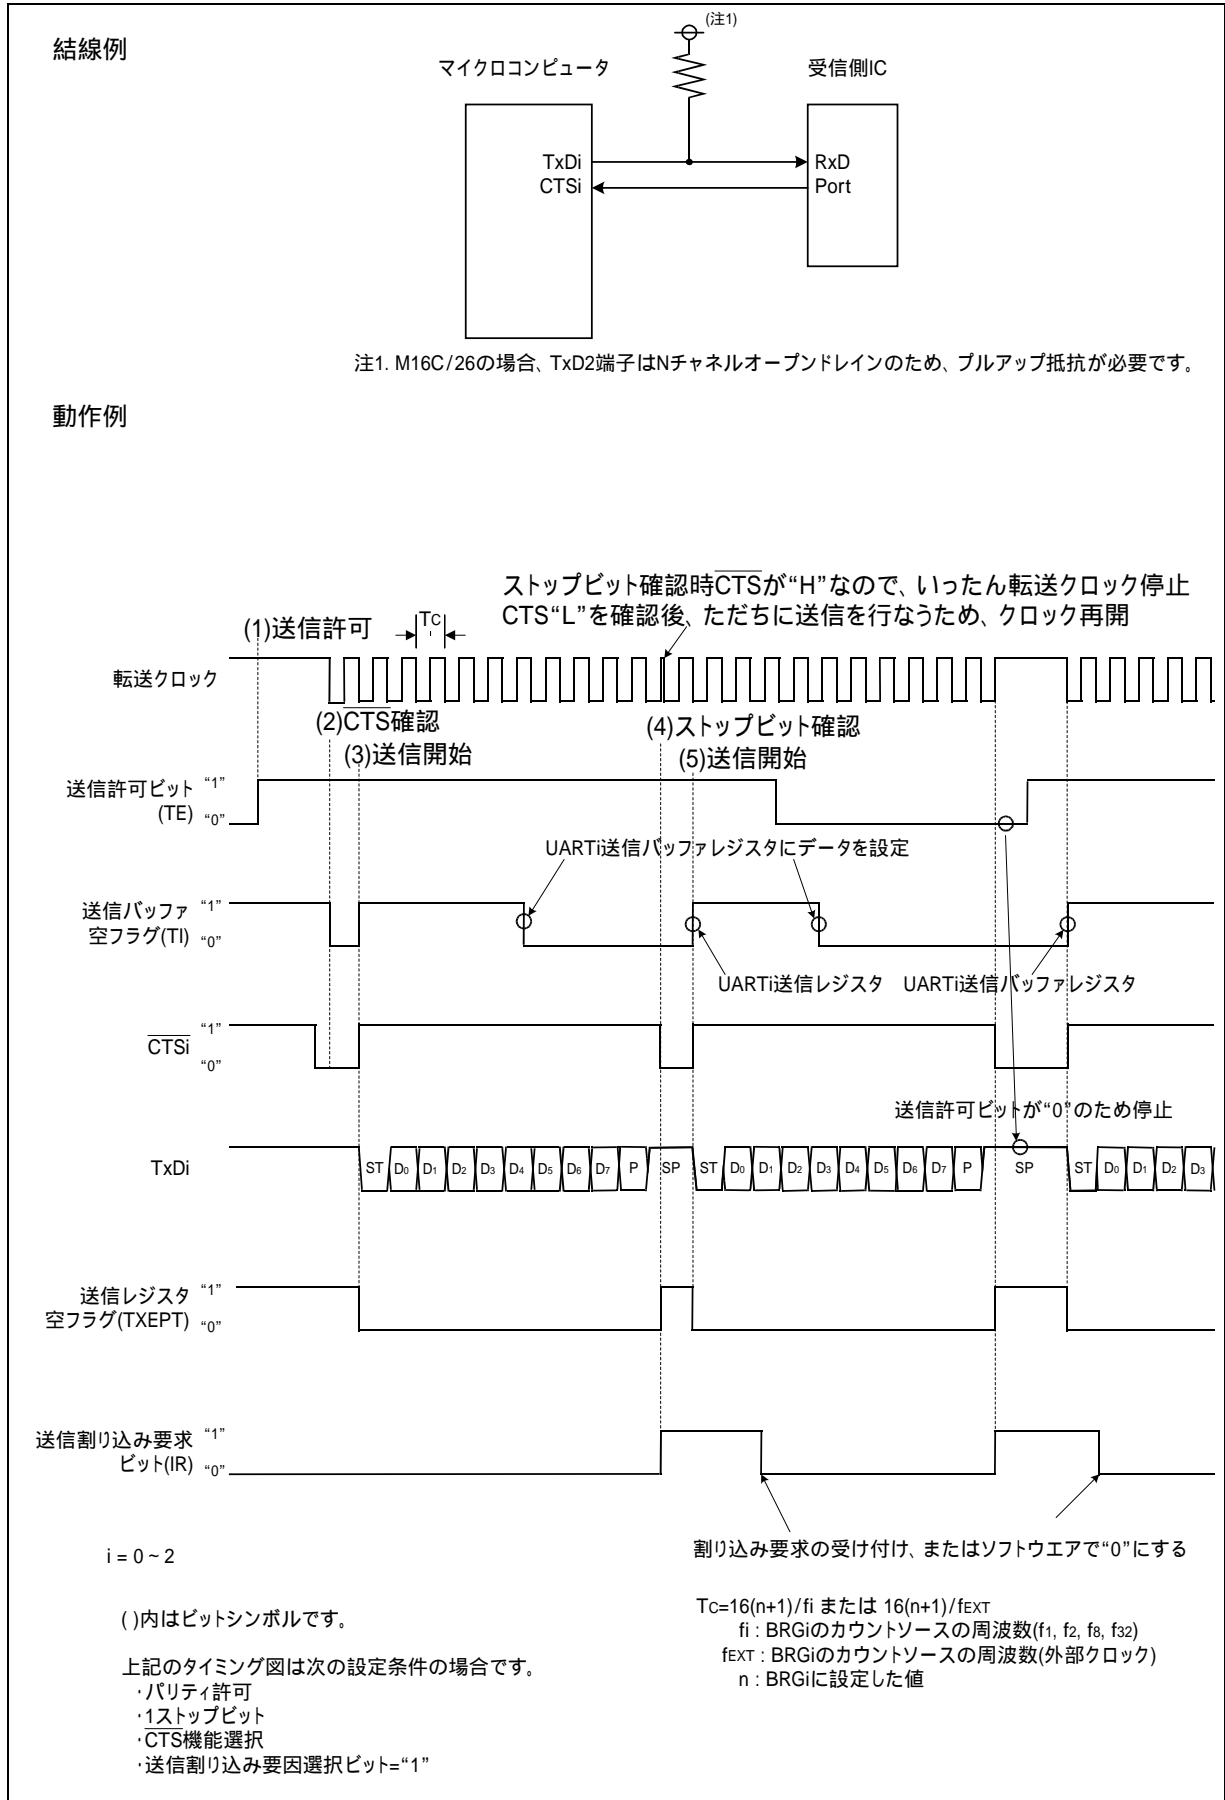 結線例
(注1)
マイクロコンピュータ
受信側IC
TxDi
RxD
CTSi
Port
注1. M16C/26の場合、TxD2端子はNチャネルオープンドレインのため、プルアップ抵抗が必要です。
動作例
ストップビット確認時CTSが“H”なので、いったん転送クロック停止
CTS“L”を確認後、ただちに送信を行なうため、クロック再開
(1)送信許可
Tc
転送クロック
(2)CTS確認
(4)ストップビット確認
(3)送信開始
(5)送信開始
送信許可ビット “1”
(TE) “0”
UARTi送信バッファレジスタにデータを設定
送信バッファ “1”
空フラグ(TI) “0”
UARTi送信レジスタ UARTi送信バッファレジスタ
CTSi “1”
“0”
送信許可ビットが“0”のため停止
TxDi
ST D0 D1 D2 D3 D4 D5 D6 D7 P SP ST D0 D1 D2 D3 D4 D5 D6 D7 P SP ST D0 D1 D2 D3
送信レジスタ “1”
空フラグ(TXEPT) “0”
送信割り込み要求 “1”
ビット(IR) “0”
割り込み要求の受け付け、またはソフトウエアで“0”にする
i = 0 ~ 2
( )内はビットシンボルです。
上記のタイミング図は次の設定条件の場合です。
・パリティ許可
・1ストップビット
・CTS機能選択
・送信割り込み要因選択ビット=“1”
Tc=16(n+1)/fi または 16(n+1)/fEXT
fi : BRGiのカウントソースの周波数(f1, f2, f8, f32)
fEXT : BRGiのカウントソースの周波数(外部クロック)
n : BRGiに設定した値